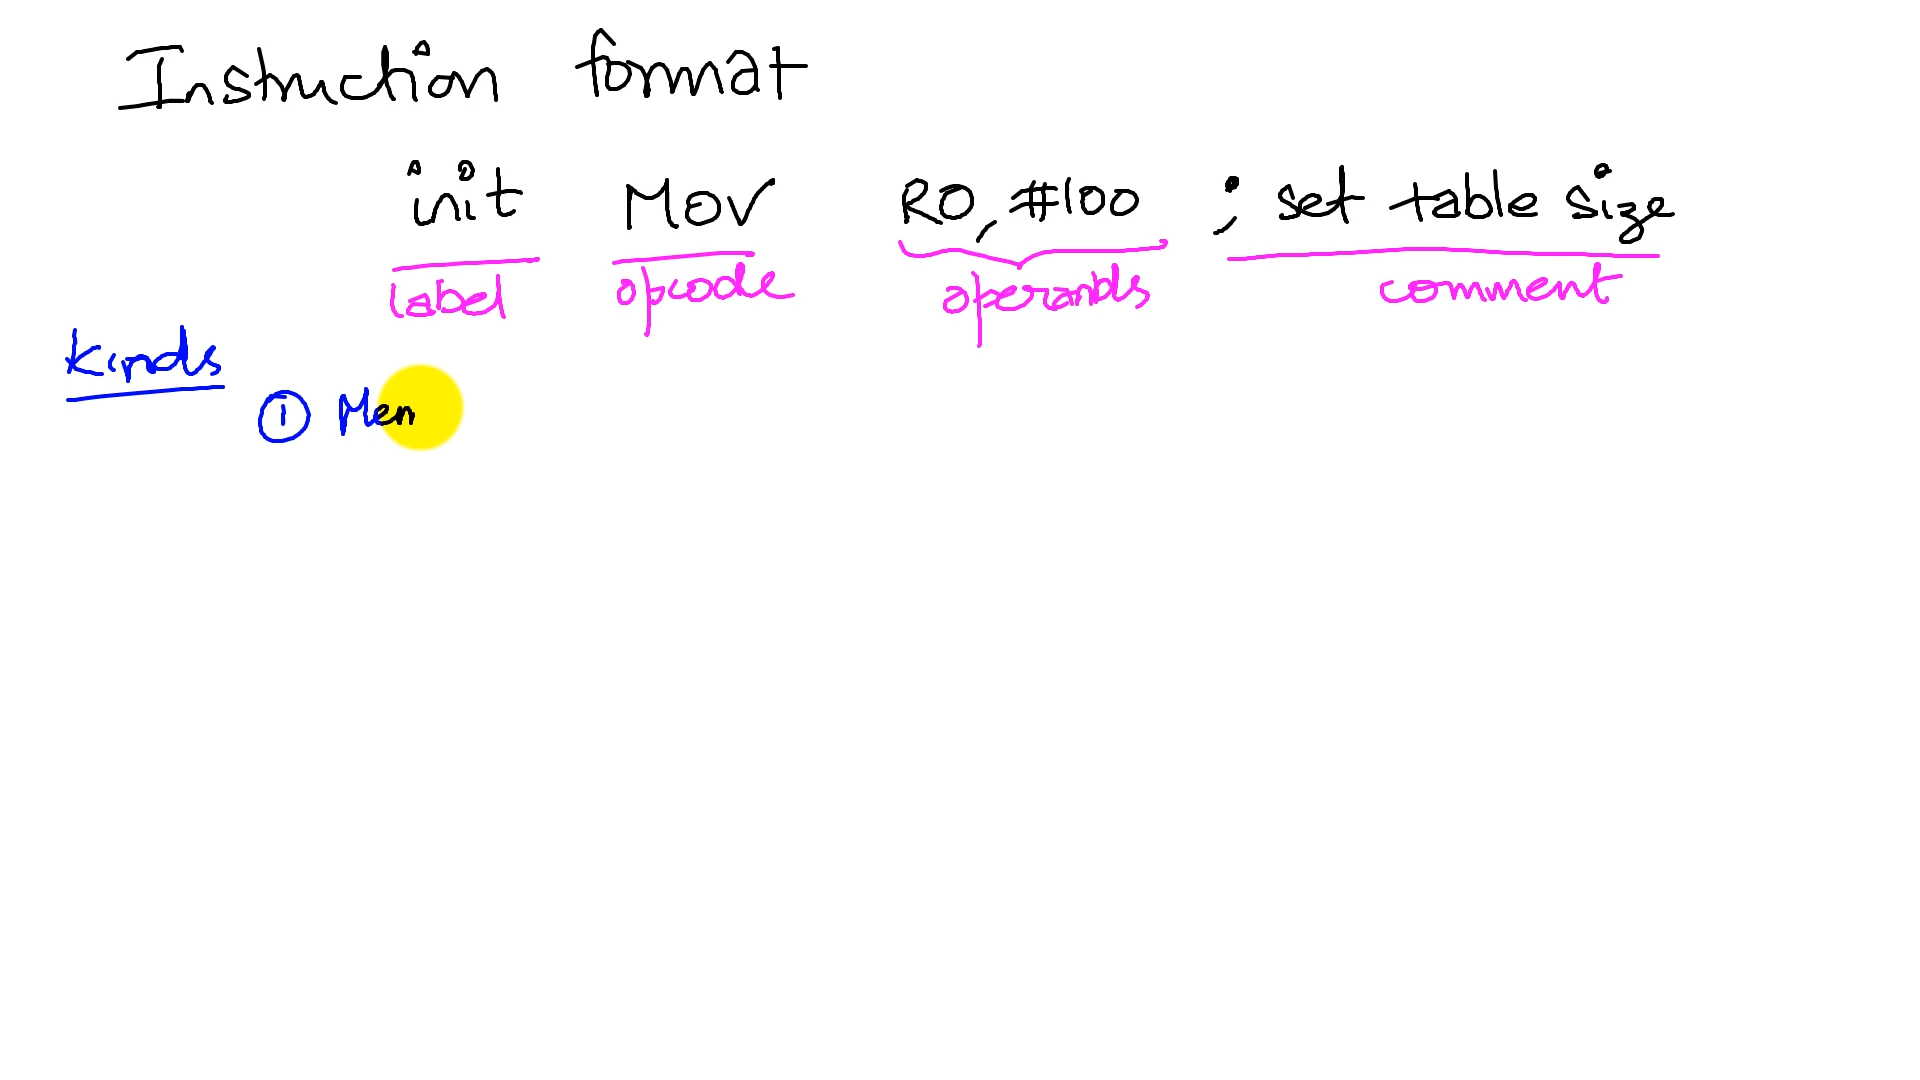 Instruction format
init MOV R0, #100 ; set table size
label opcode operands comment
Kinds
① Mem